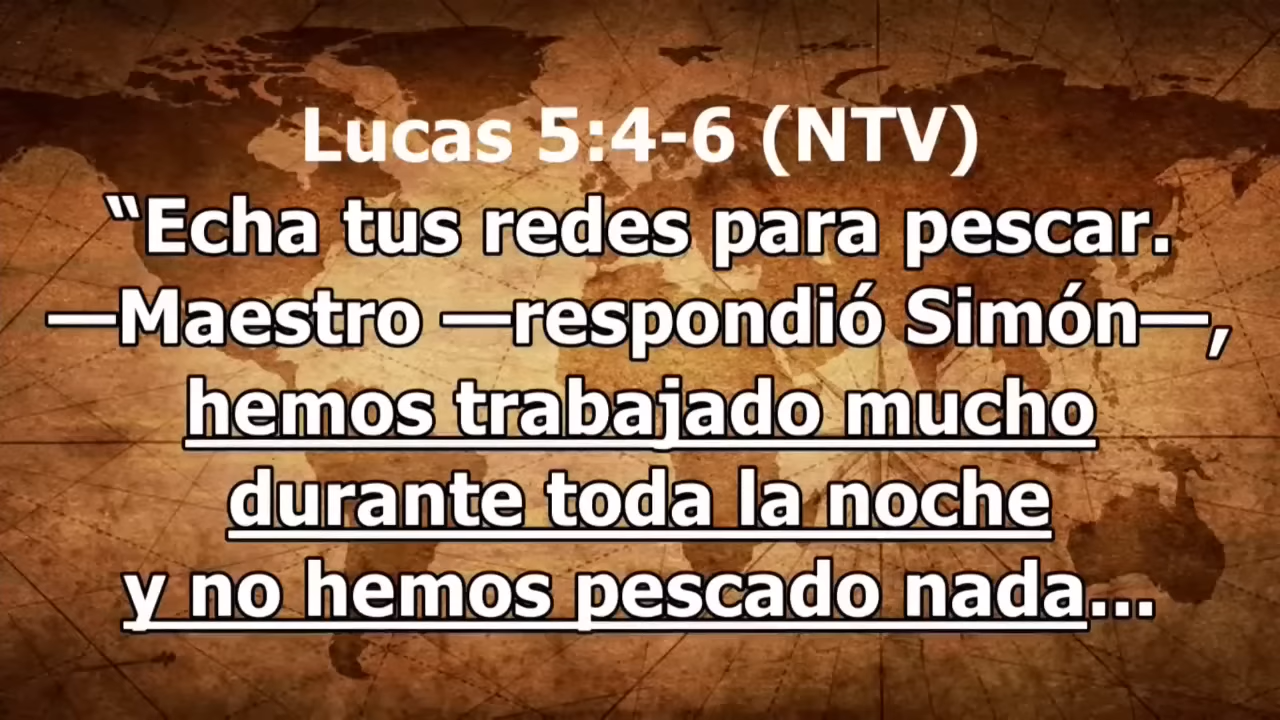 Lucas 5:4-6 (NTV)
“Echa tus redes para pescar.
—Maestro —respondió Simón—,
hemos trabajado mucho
durante toda la noche
y no hemos pescado nada...